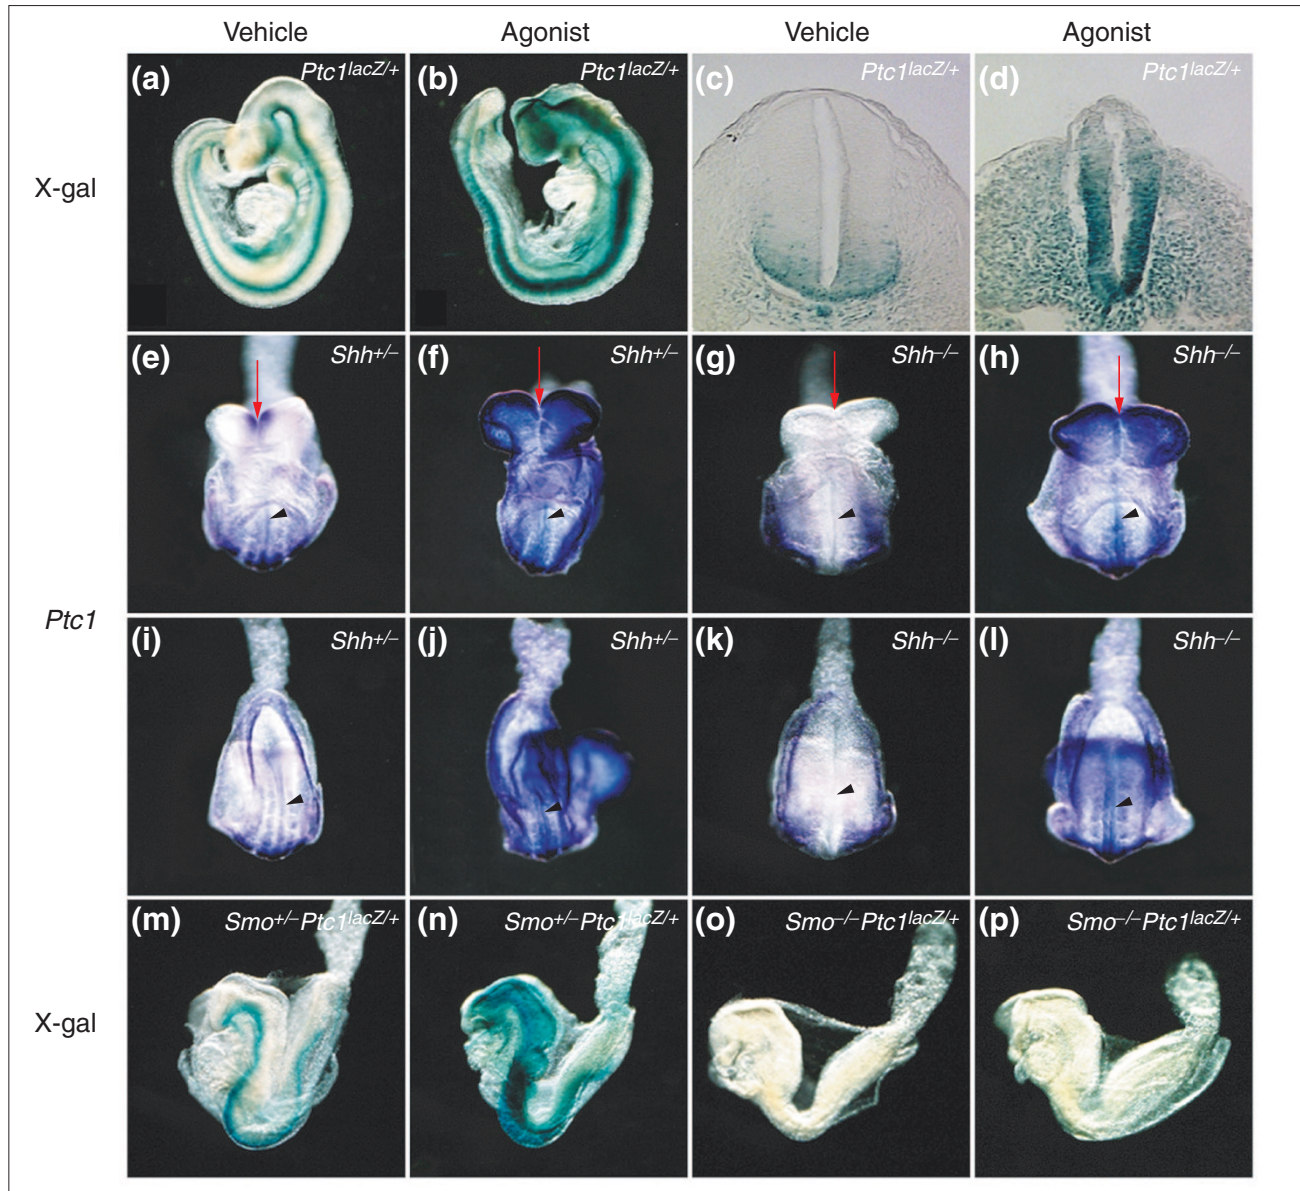 Vehicle Agonist Vehicle Agonist
X-gal
(a) Ptc1lacZ/+ (b) Ptc1lacZ/+ (c) Ptc1lacZ/+ (d) Ptc1lacZ/+
(e) Shh+/– (f) Shh+/– (g) Shh–/– (h) Shh–/–
Ptc1
(i) Shh+/– (j) Shh+/– (k) Shh–/– (l) Shh–/–
(m) Smo+/–Ptc1lacZ/+ (n) Smo+/–Ptc1lacZ/+ (o) Smo–/–Ptc1lacZ/+ (p) Smo–/–Ptc1lacZ/+
X-gal